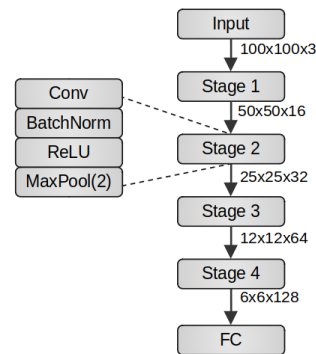 Input
100x100x3
Stage 1
50x50x16
Conv
BatchNorm
ReLU
MaxPool(2)
Stage 2
25x25x32
Stage 3
12x12x64
Stage 4
6x6x128
FC